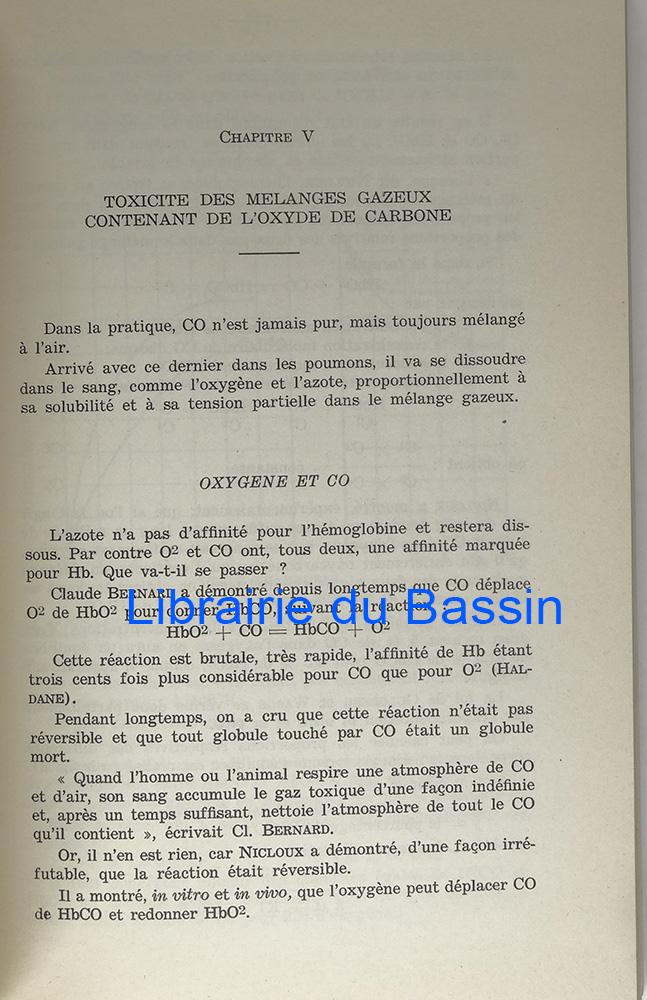 CHAPITRE V
TOXICITE DES MELANGES GAZEUX
CONTENANT DE L'OXYDE DE CARBONE
Dans la pratique, CO n'est jamais pur, mais toujours mélangé
à l'air.
Arrivé avec ce dernier dans les poumons, il va se dissoudre
dans le sang, comme l'oxygène et l'azote, proportionnellement à
sa solubilité et à sa tension partielle dans le mélange gazeux.
OXYGENE ET CO
L'azote n'a pas d'affinité pour l'hémoglobine et restera dis-
sous. Par contre O² et CO ont, tous deux, une affinité marquée
pour Hb. Que va-t-il se passer ?
Claude BERNARD a démontré depuis longtemps que CO déplace
O² de HbO² pour donner HbCO, suivant la réaction :
Librairie du Bassin
HbO² + CO = HbCO + O²
Cette réaction est brutale, très rapide, l'affinité de Hb étant
trois cents fois plus considérable pour CO que pour O² (HAL-
DANE).
Pendant longtemps, on a cru que cette réaction n'était pas
réversible et que tout globule touché par CO était un globule
mort.
« Quand l'homme ou l'animal respire une atmosphère de CO
et d'air, son sang accumule le gaz toxique d'une façon indéfinie
et, après un temps suffisant, nettoie l'atmosphère de tout le CO
qu'il contient », écrivait Cl. BERNARD.
Or, il n'en est rien, car NICLOUX a démontré, d'une façon irré-
futable, que la réaction était réversible.
Il a montré, in vitro et in vivo, que l'oxygène peut déplacer CO
de HbCO et redonner HbO².